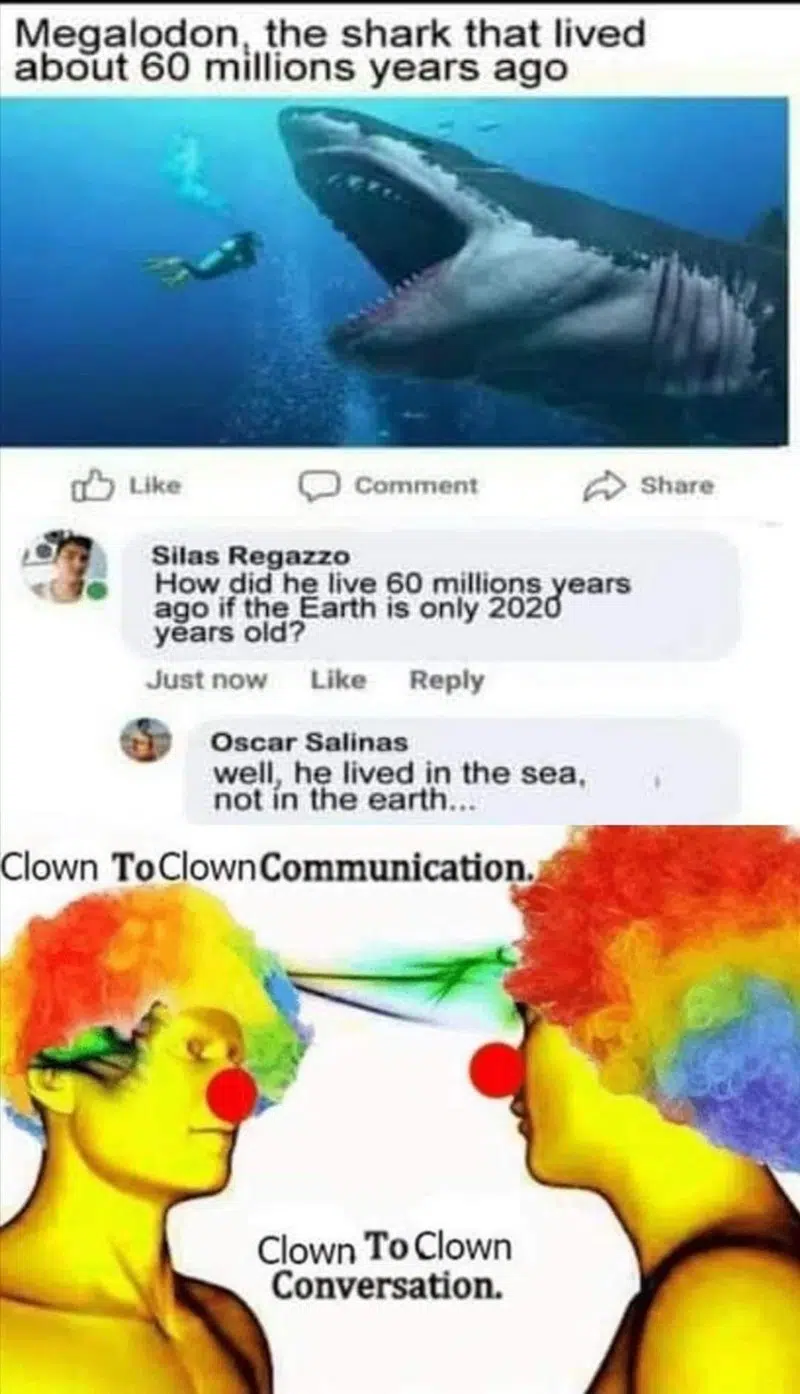 Megalodon, the shark that lived
about 60 millions years ago
Like
Comment
Share
Silas Regazzo
How did he live 60 millions years
ago if the Earth is only 2020
years old?
Just now Like Reply
Oscar Salinas
well, he lived in the sea,
not in the earth...
Clown To Clown Communication.
Clown To Clown
Conversation.